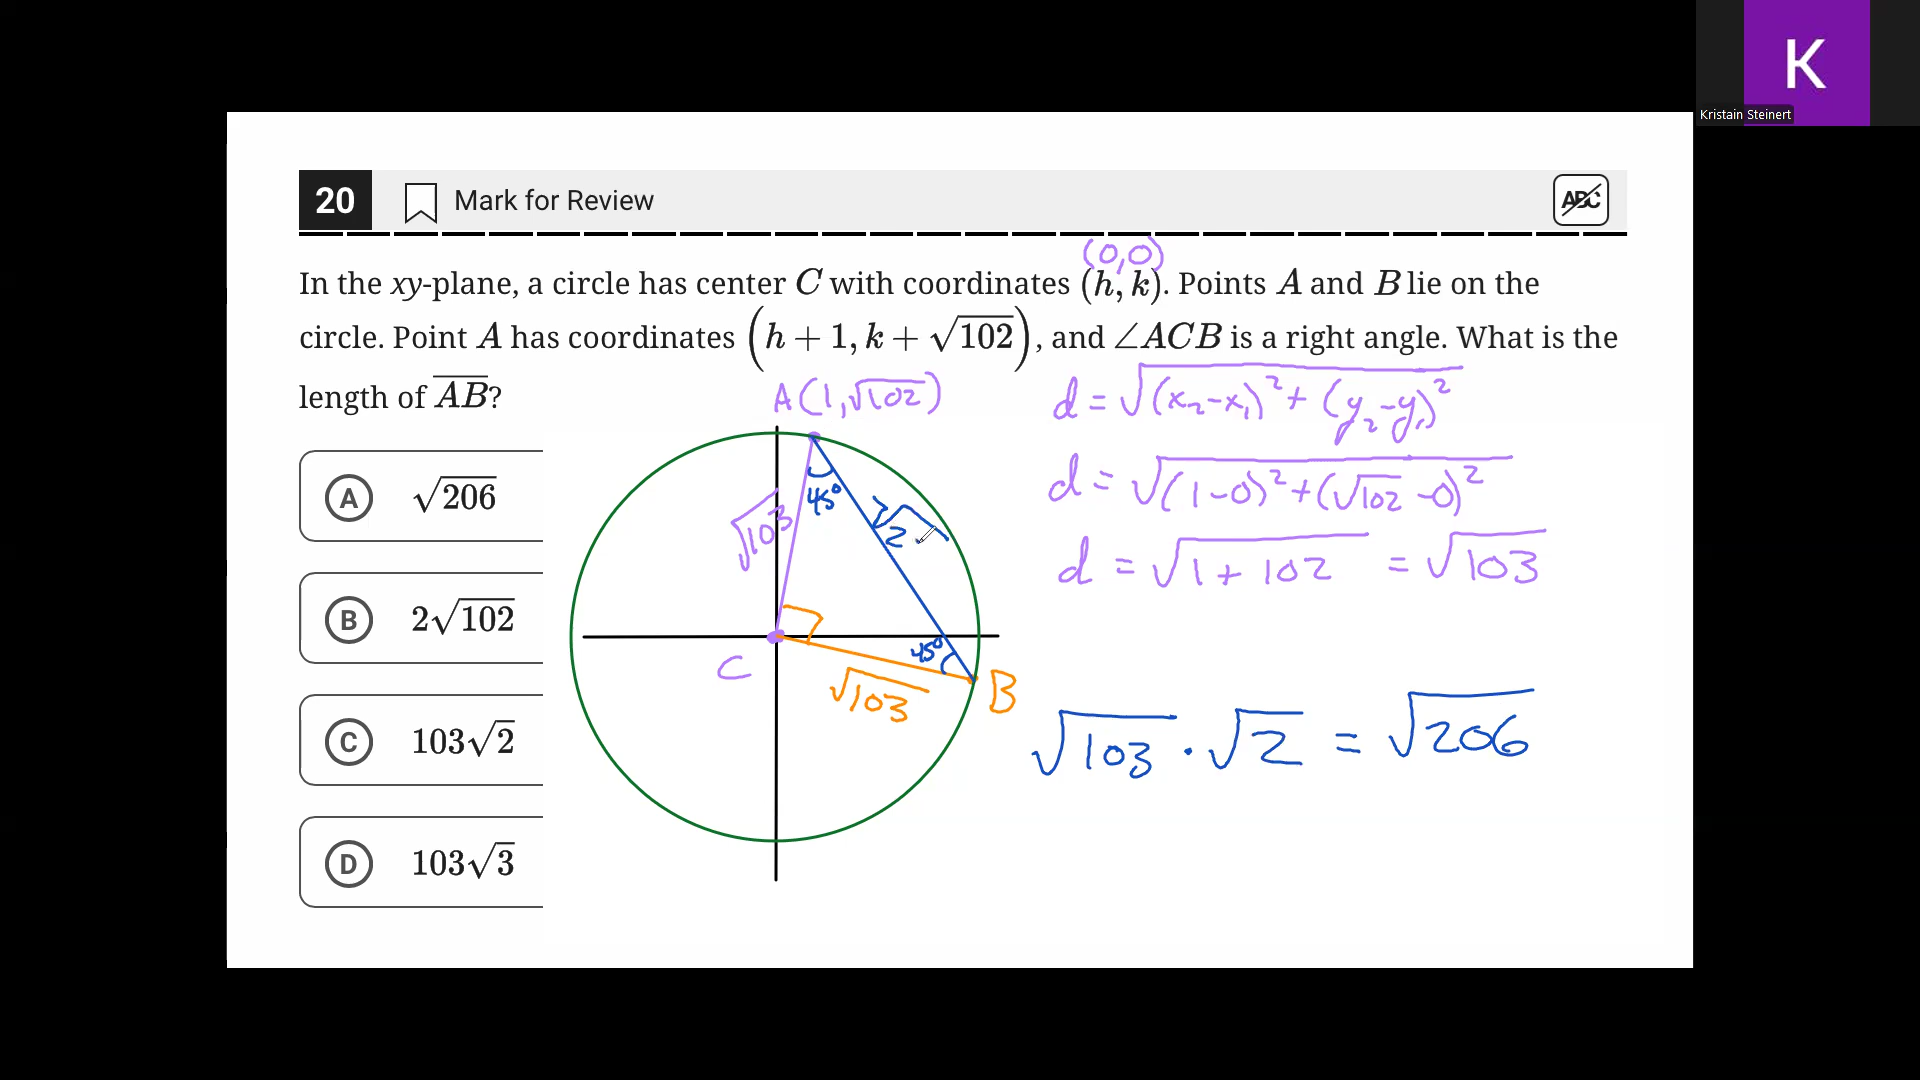 K
Kristain Steinert
20 Mark for Review ABC
(0,0)
In the xy-plane, a circle has center C with coordinates (h, k). Points A and B lie on the
circle. Point A has coordinates (h + 1, k + √102), and ∠ACB is a right angle. What is the
length of A̅B̅?
A √206
B 2√102
C 103√2
D 103√3
A(1,√102)
√103
45°
√2
45°
C
√103
B
d = √(x₂-x₁)²+(y₂-y₁)²
d = √(1-0)²+(√102-0)²
d = √1+102 = √103
√103 · √2 = √206